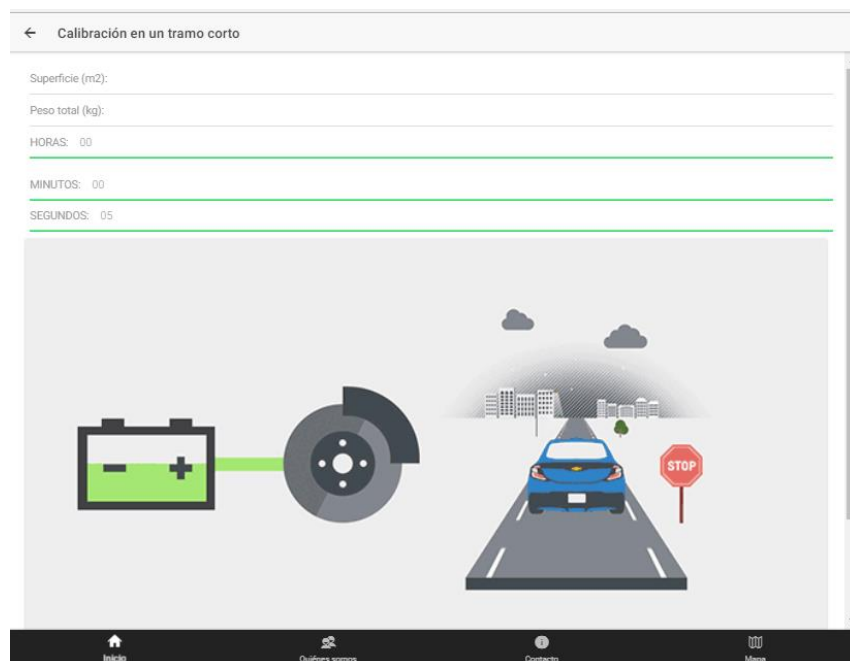 Calibración en un tramo corto
Superficie (m2):
Peso total (kg):
HORAS: 00
MINUTOS: 00
SEGUNDOS: 05
STOP
Inicio
Quiénes somos
Contacto
Mapa